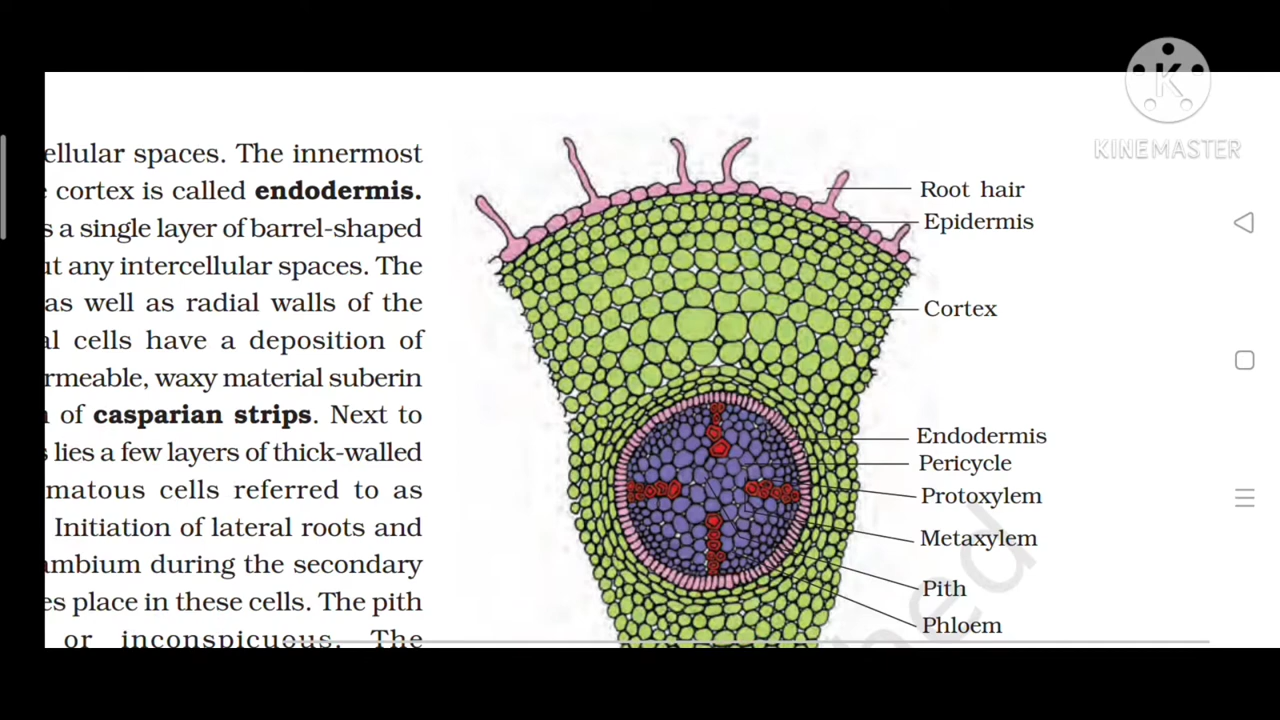 ellular spaces. The innermost
cortex is called endodermis.
a single layer of barrel-shaped
any intercellular spaces. The
as well as radial walls of the
cells have a deposition of
rmeable, waxy material suberin
of casparian strips. Next to
lies a few layers of thick-walled
matous cells referred to as
Initiation of lateral roots and
ambium during the secondary
es place in these cells. The pith
or inconspicuous. The
KINEMASTER
Root hair
Epidermis
Cortex
Endodermis
Pericycle
Protoxylem
Metaxylem
Pith
Phloem